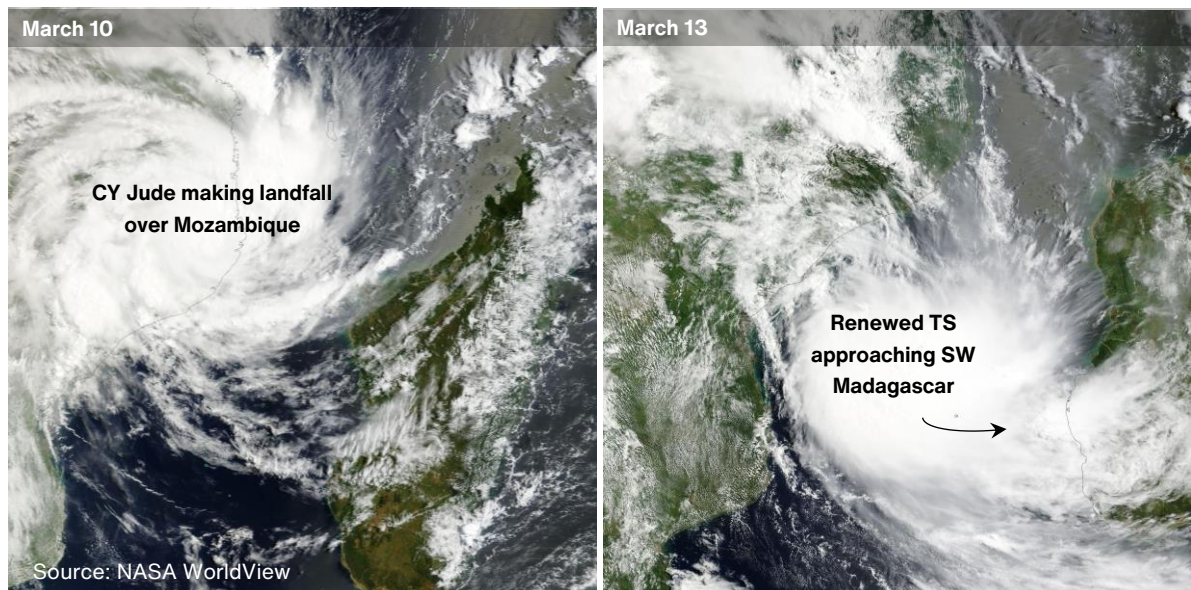 March 10
CY Jude making landfall
over Mozambique
Source: NASA WorldView
March 13
Renewed TS
approaching SW
Madagascar